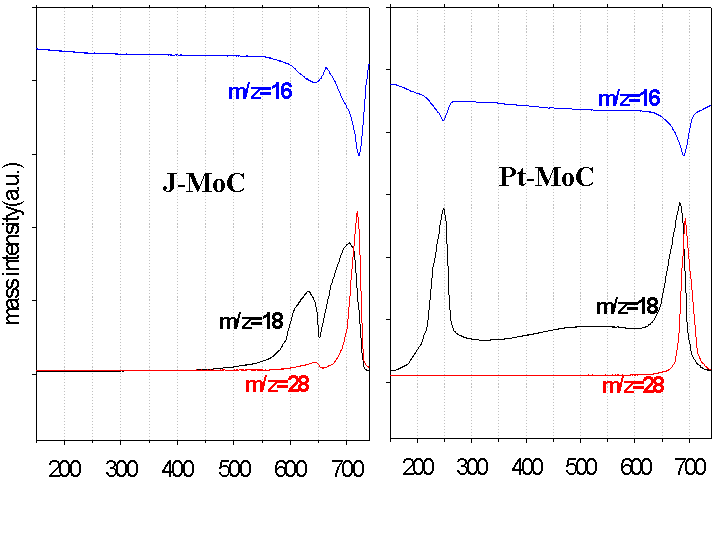 mass intensity(a.u.)
m/z=16
J-MoC
m/z=18
m/z=28
200 300 400 500 600 700
m/z=16
Pt-MoC
m/z=18
m/z=28
200 300 400 500 600 700